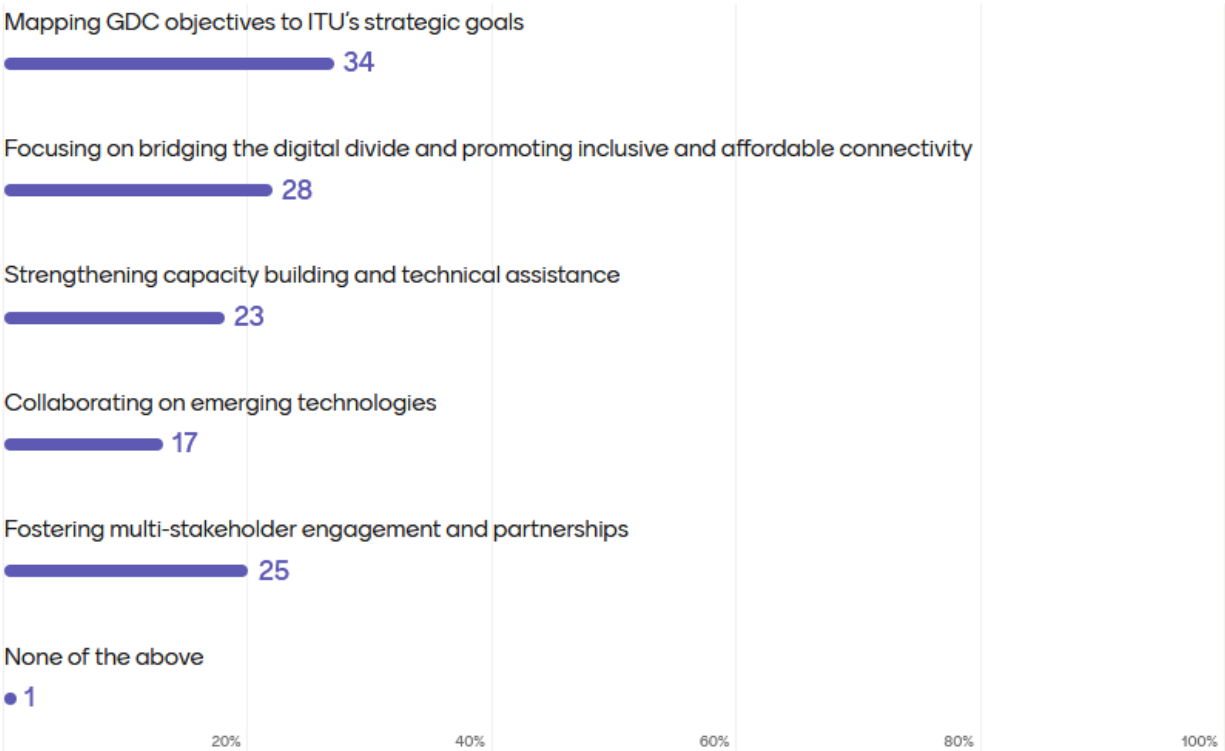 Mapping GDC objectives to ITU's strategic goals
34
Focusing on bridging the digital divide and promoting inclusive and affordable connectivity
28
Strengthening capacity building and technical assistance
23
Collaborating on emerging technologies
17
Fostering multi-stakeholder engagement and partnerships
25
None of the above
1
20% 40% 60% 80% 100%